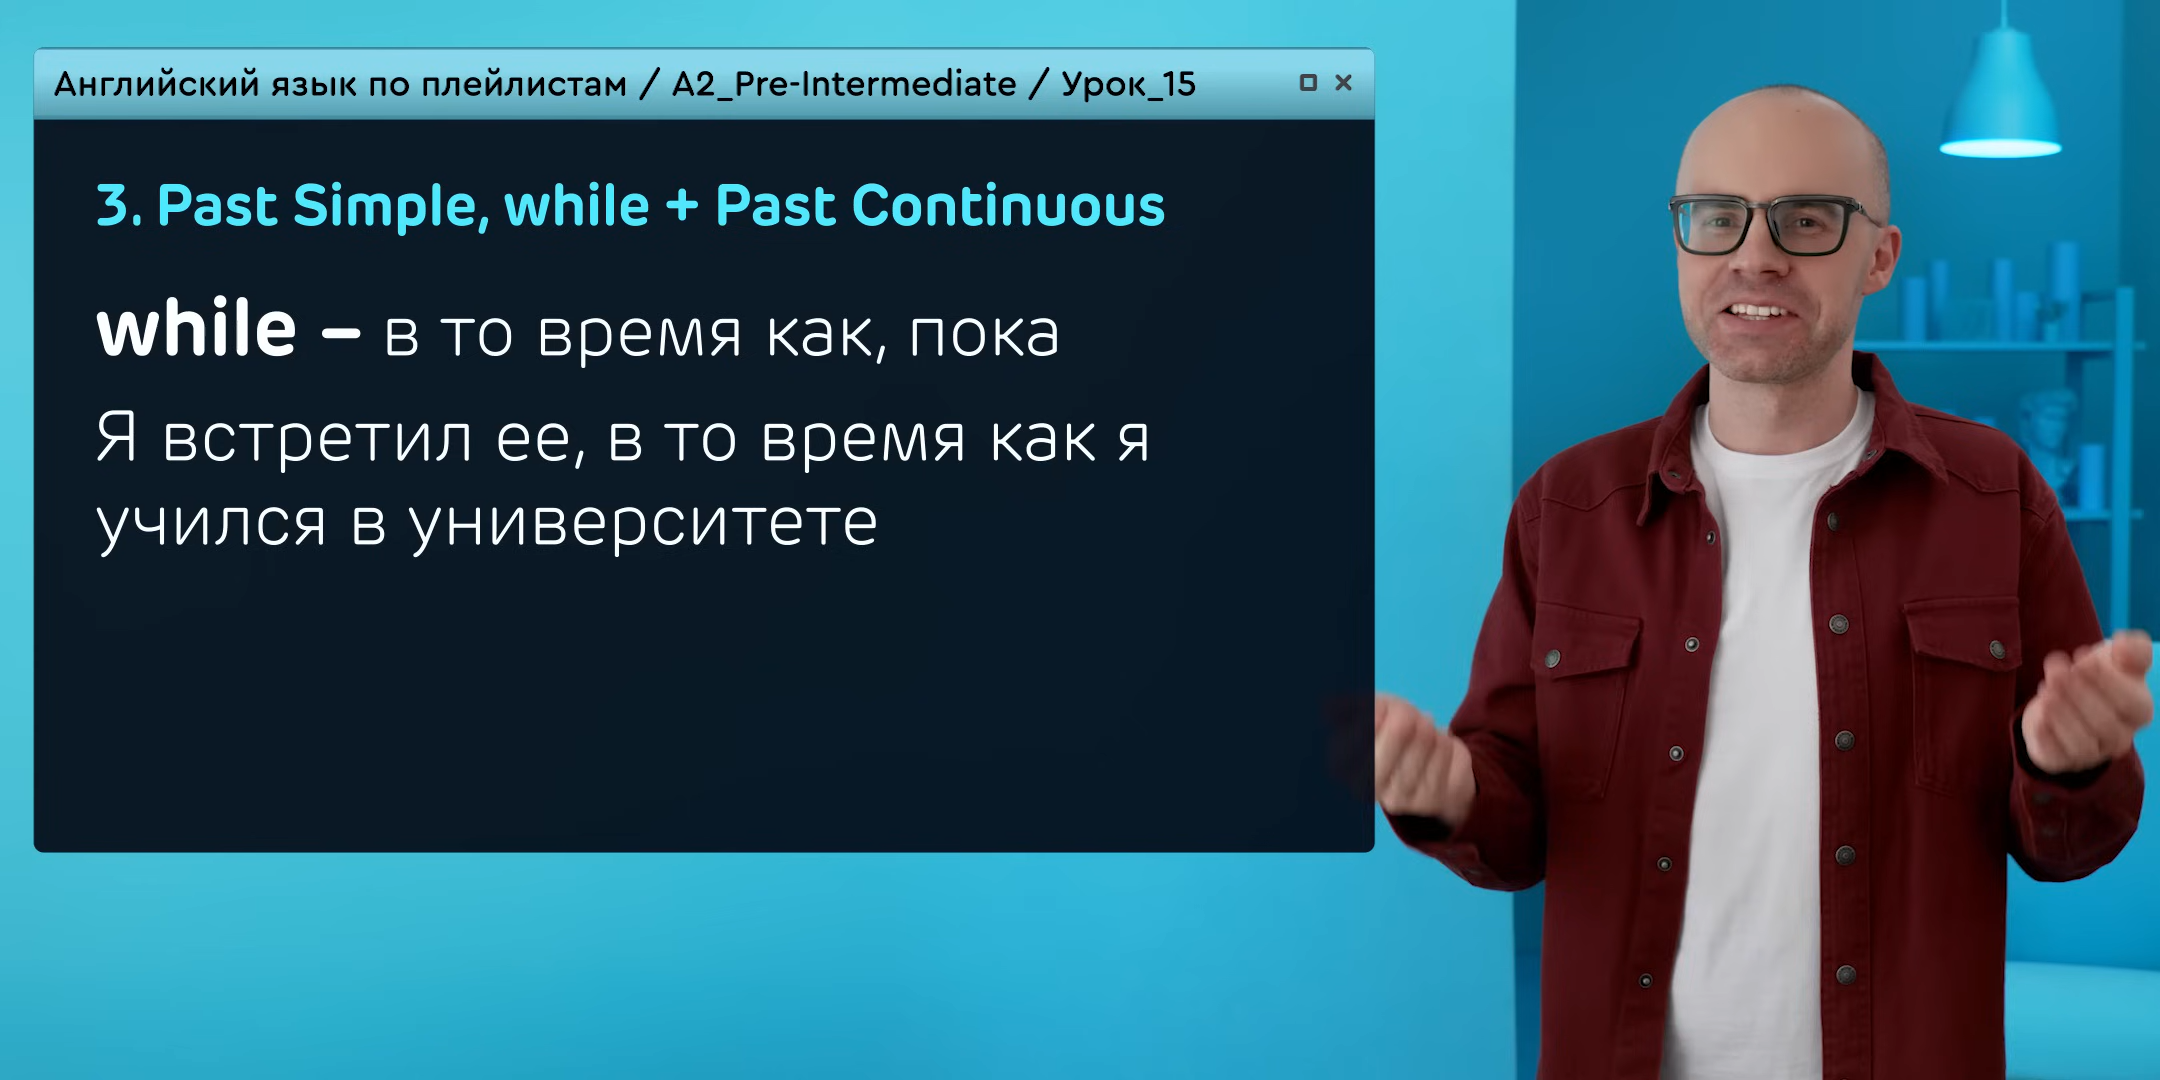 Английский язык по плейлистам / A2_Pre-Intermediate / Урок_15
3. Past Simple, while + Past Continuous
while – в то время как, пока
Я встретил ее, в то время как я
учился в университете